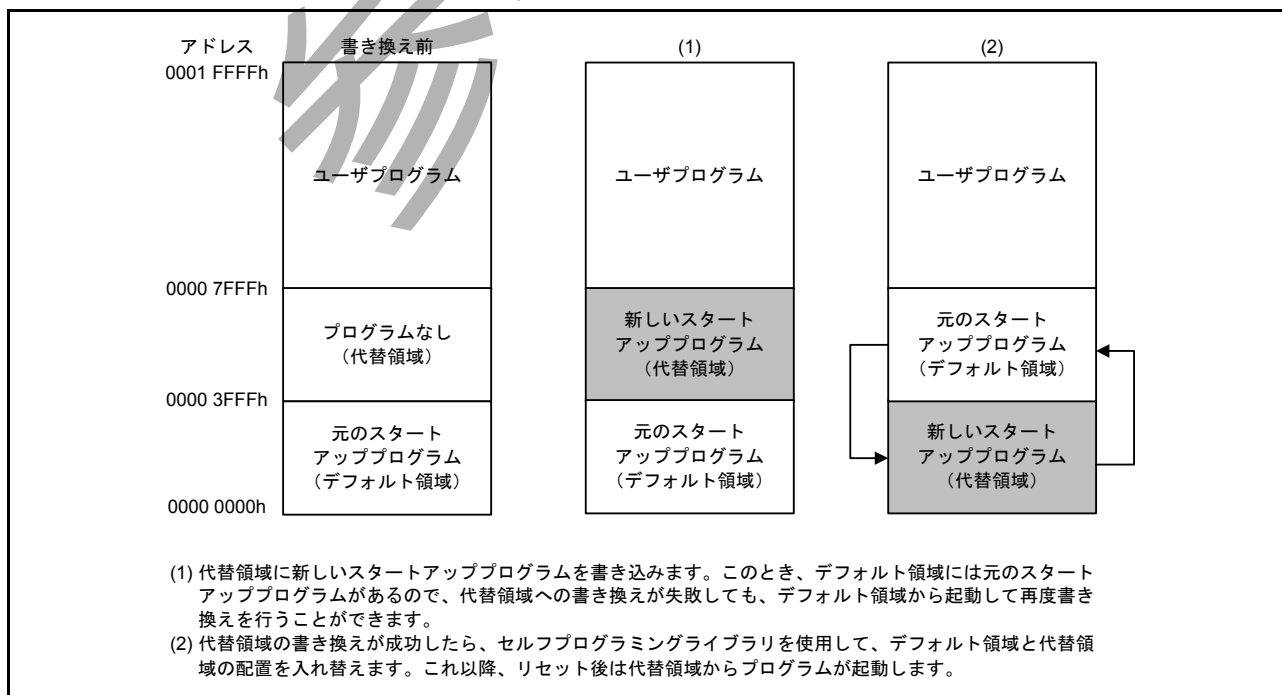 アドレス
書き換え前
(1)
(2)
0001 FFFFh
ユーザプログラム
ユーザプログラム
ユーザプログラム
0000 7FFFh
プログラムなし
(代替領域)
新しいスタート
アッププログラム
(代替領域)
元のスタート
アッププログラム
(デフォルト領域)
0000 3FFFh
元のスタート
アッププログラム
(デフォルト領域)
元のスタート
アッププログラム
(デフォルト領域)
新しいスタート
アッププログラム
(代替領域)
0000 0000h
(1) 代替領域に新しいスタートアッププログラムを書き込みます。このとき、デフォルト領域には元のスタート
アッププログラムがあるので、代替領域への書き換えが失敗しても、デフォルト領域から起動して再度書き
換えを行うことができます。
(2) 代替領域の書き換えが成功したら、セルフプログラミングライブラリを使用して、デフォルト領域と代替領
域の配置を入れ替えます。これ以降、リセット後は代替領域からプログラムが起動します。